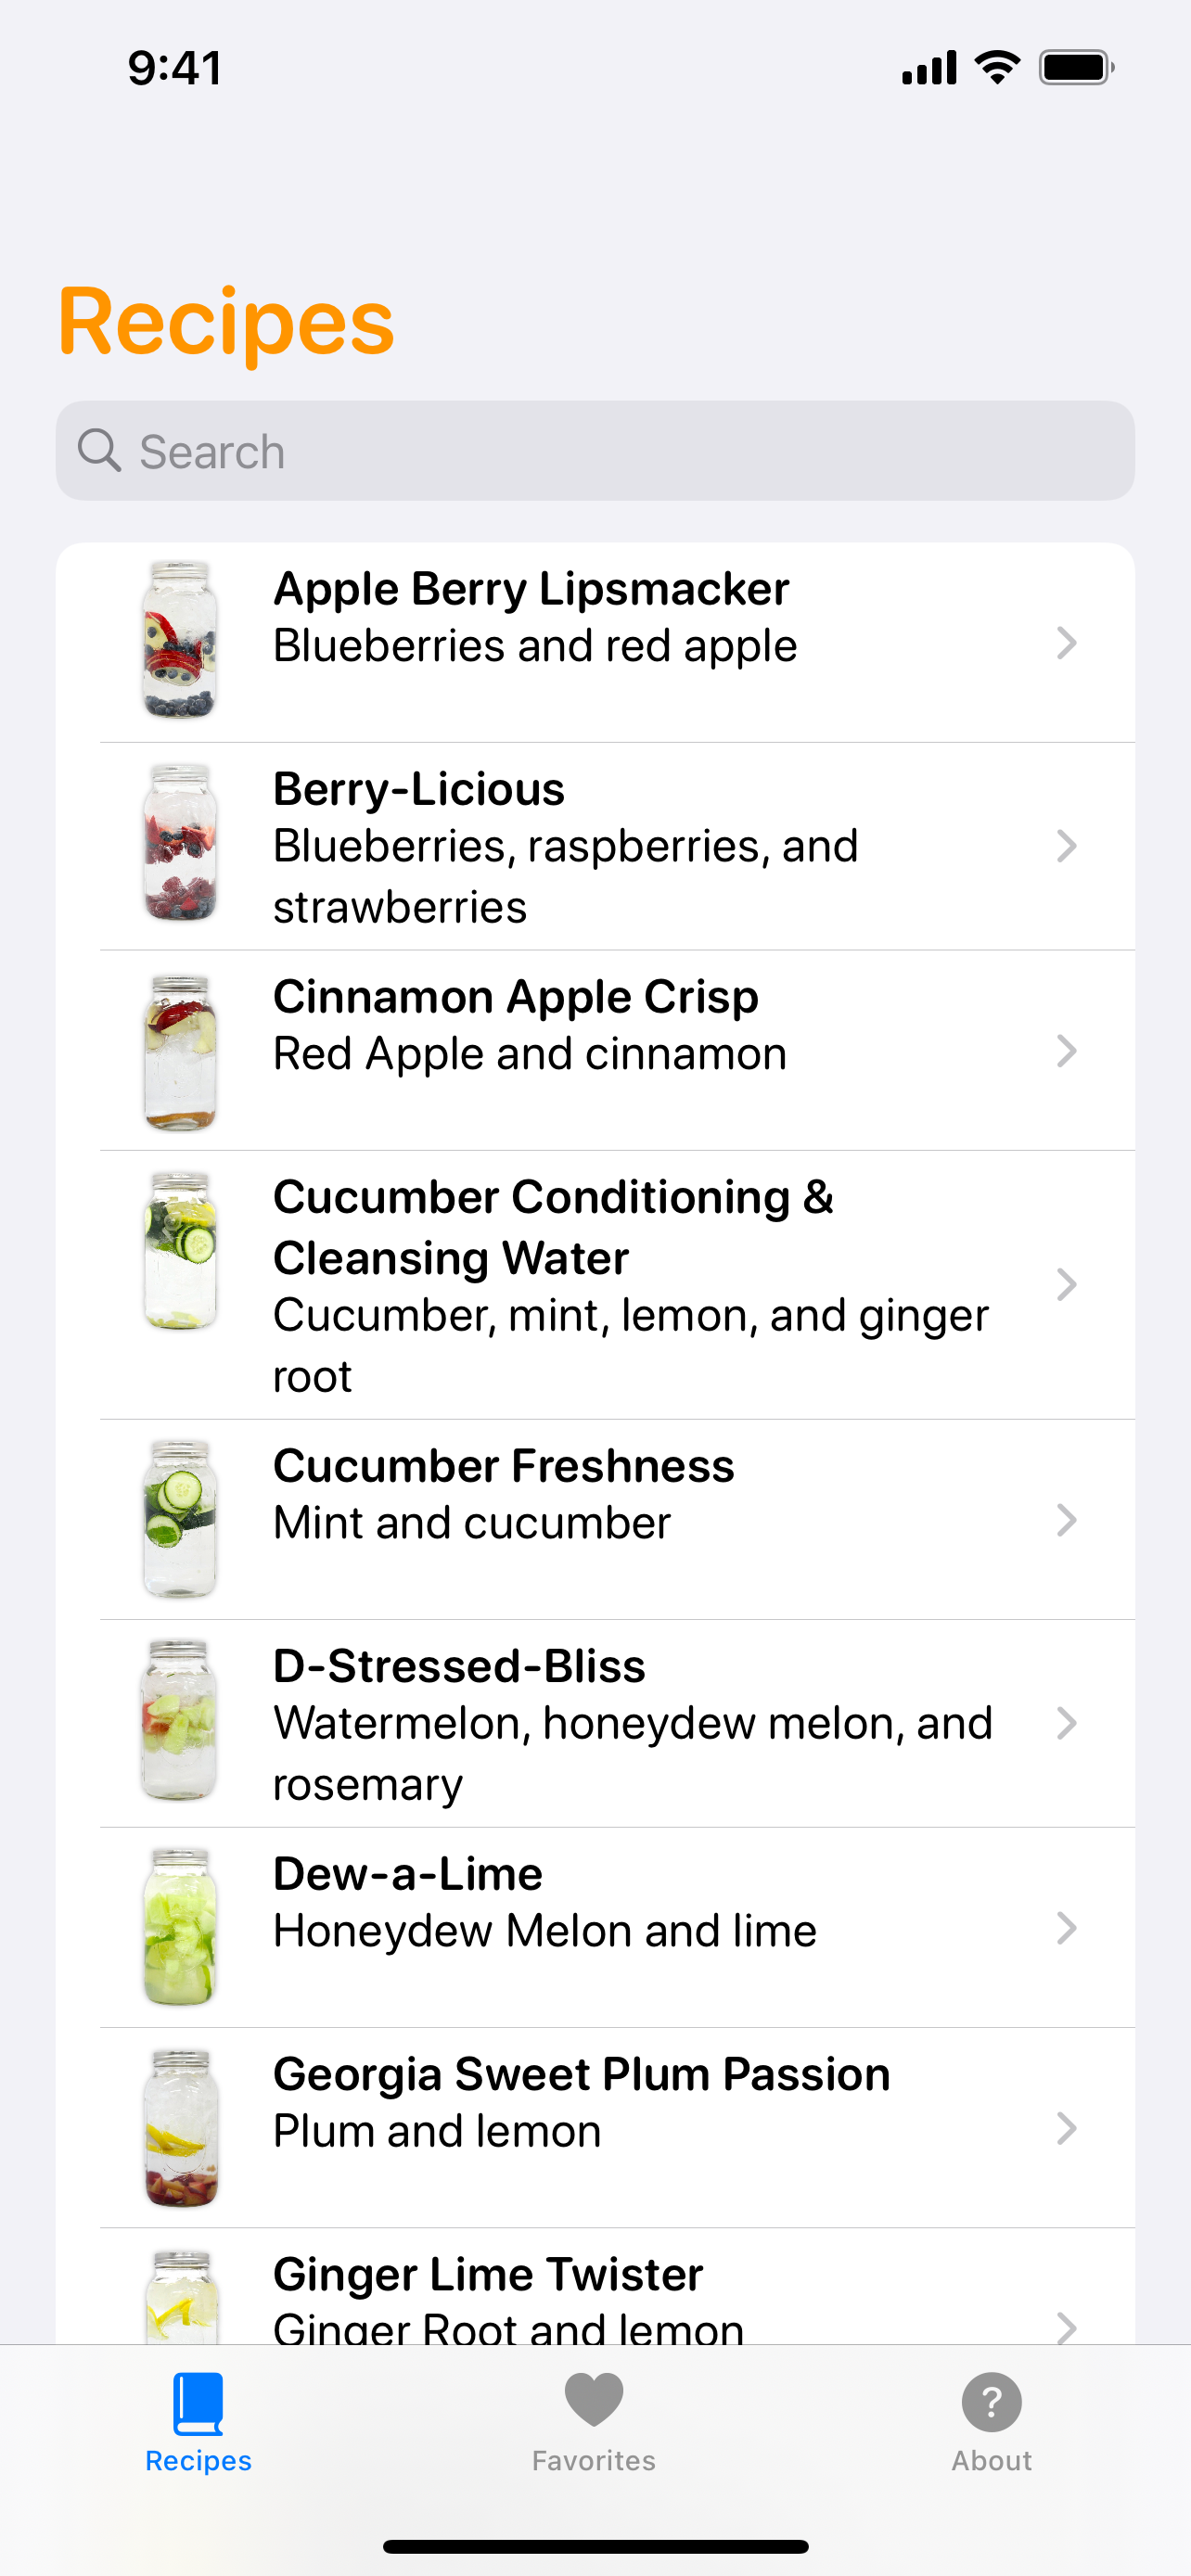 9:41
Recipes
Search
Apple Berry Lipsmacker
Blueberries and red apple
Berry-Licious
Blueberries, raspberries, and
strawberries
Cinnamon Apple Crisp
Red Apple and cinnamon
Cucumber Conditioning &
Cleansing Water
Cucumber, mint, lemon, and ginger
root
Cucumber Freshness
Mint and cucumber
D-Stressed-Bliss
Watermelon, honeydew melon, and
rosemary
Dew-a-Lime
Honeydew Melon and lime
Georgia Sweet Plum Passion
Plum and lemon
Ginger Lime Twister
Ginger Root and lemon
?
Recipes
Favorites
About